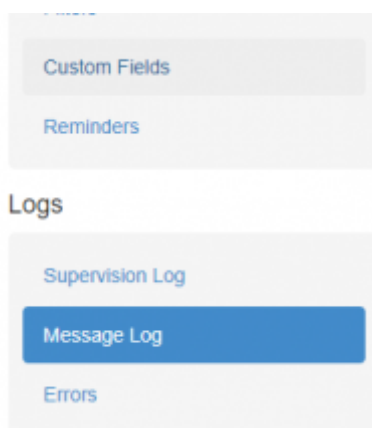 Custom Fields
Reminders
Logs
Supervision Log
Message Log
Errors